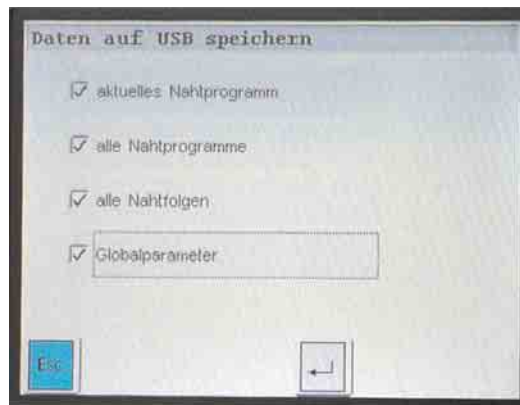 Daten auf USB speichern
aktuelles Nahtprogramm
alle Nahtprogramme
alle Nahtfolgen
Globalparameter
Esc